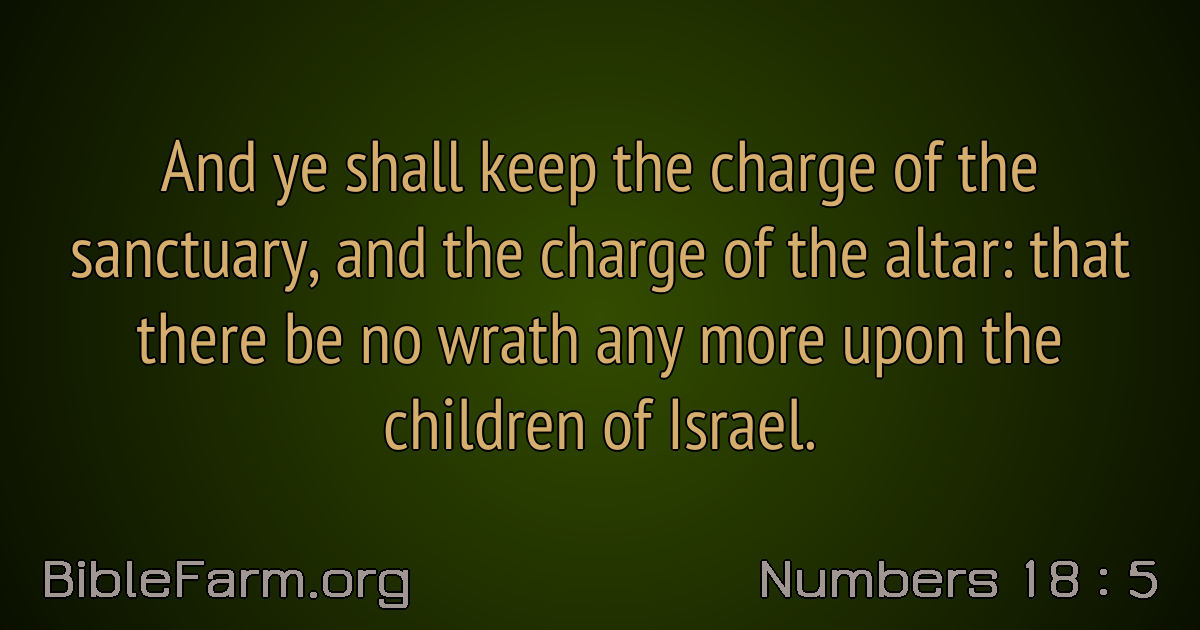 And ye shall keep the charge of the
sanctuary, and the charge of the altar: that
there be no wrath any more upon the
children of Israel.
BibleFarm.org
Numbers 18 : 5